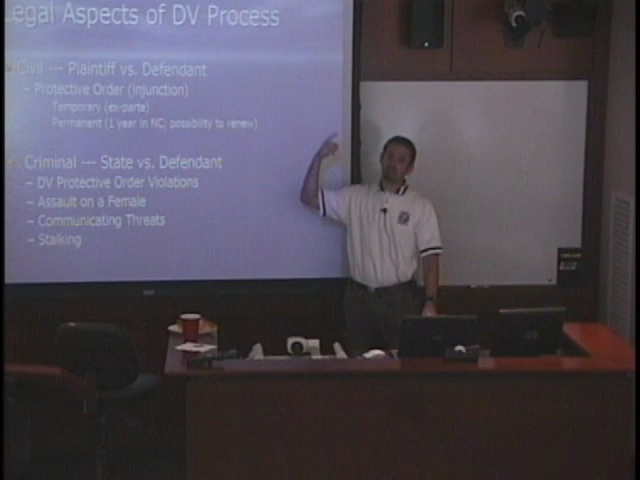 Legal Aspects of DV Process
Civil --- Plaintiff vs. Defendant
– Protective Order (injunction)
Temporary (ex-parte)
Permanent (1 year in NC; possibility to renew)
Criminal --- State vs. Defendant
– DV Protective Order Violations
– Assault on a Female
– Communicating Threats
– Stalking